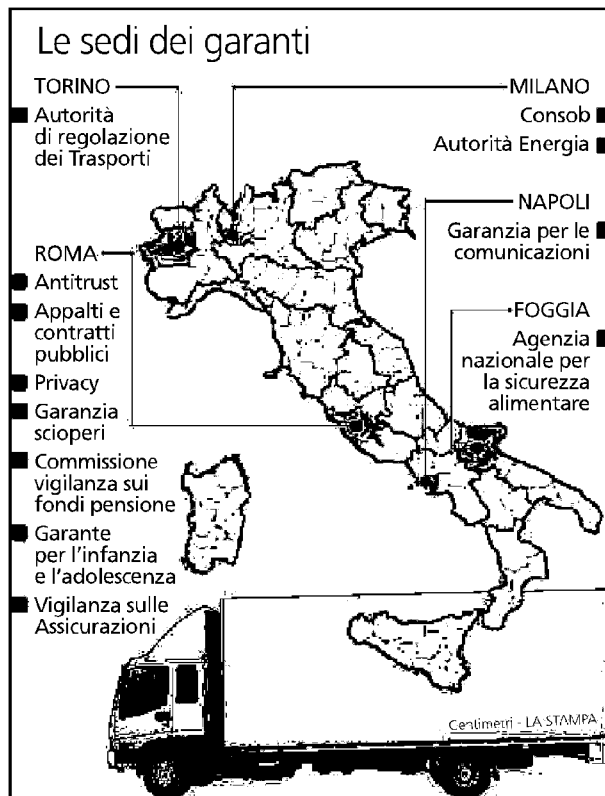 Le sedi dei garanti
TORINO
Autorità
di regolazione
dei Trasporti
MILANO
Consob
Autorità Energia
NAPOLI
Garanzia per le
comunicazioni
ROMA
Antitrust
Appalti e
contratti
pubblici
Privacy
Garanzia
scioperi
Commissione
vigilanza sui
fondi pensione
Garante
per l'infanzia
e l'adolescenza
Vigilanza sulle
Assicurazioni
FOGGIA
Agenzia
nazionale per
la sicurezza
alimentare
Centimetri - LA STAMPA